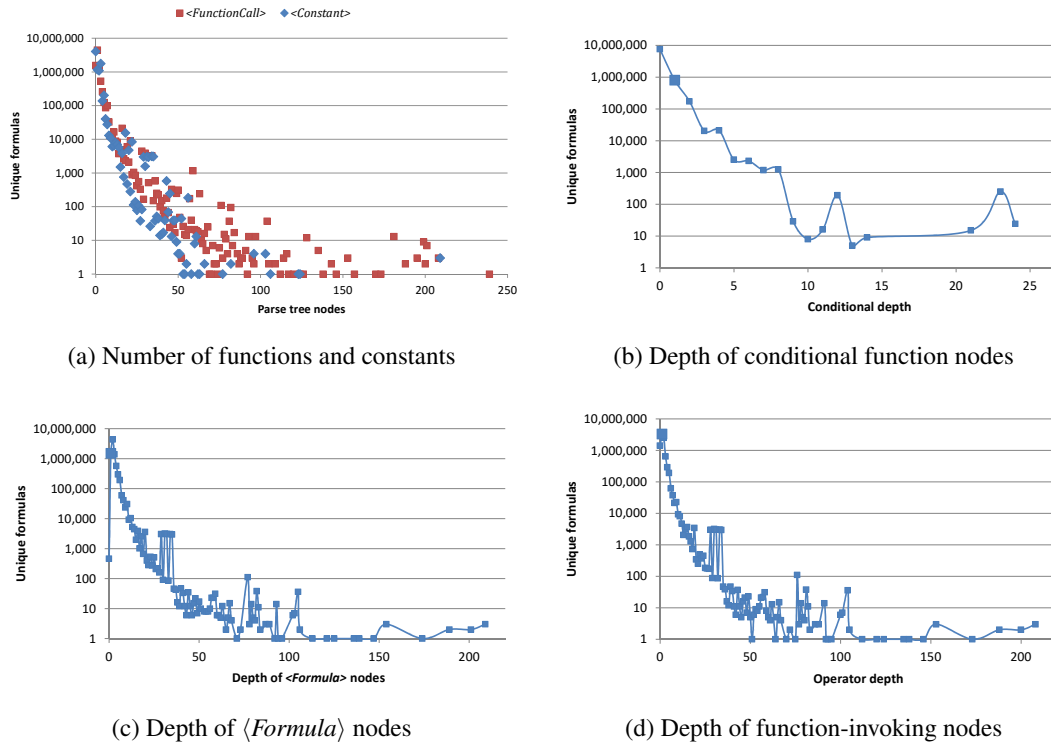 <FunctionCall> <Constant>
10,000,000
1,000,000
100,000
10,000
1,000
100
10
1
Unique formulas
0 50 100 150 200 250
Parse tree nodes
(a) Number of functions and constants
10,000,000
1,000,000
100,000
10,000
1,000
100
10
1
Unique formulas
0 5 10 15 20 25
Conditional depth
(b) Depth of conditional function nodes
10,000,000
1,000,000
100,000
10,000
1,000
100
10
1
Unique formulas
0 50 100 150 200
Depth of <Formula> nodes
(c) Depth of ⟨Formula⟩ nodes
10,000,000
1,000,000
100,000
10,000
1,000
100
10
1
Unique formulas
0 50 100 150 200
Operator depth
(d) Depth of function-invoking nodes